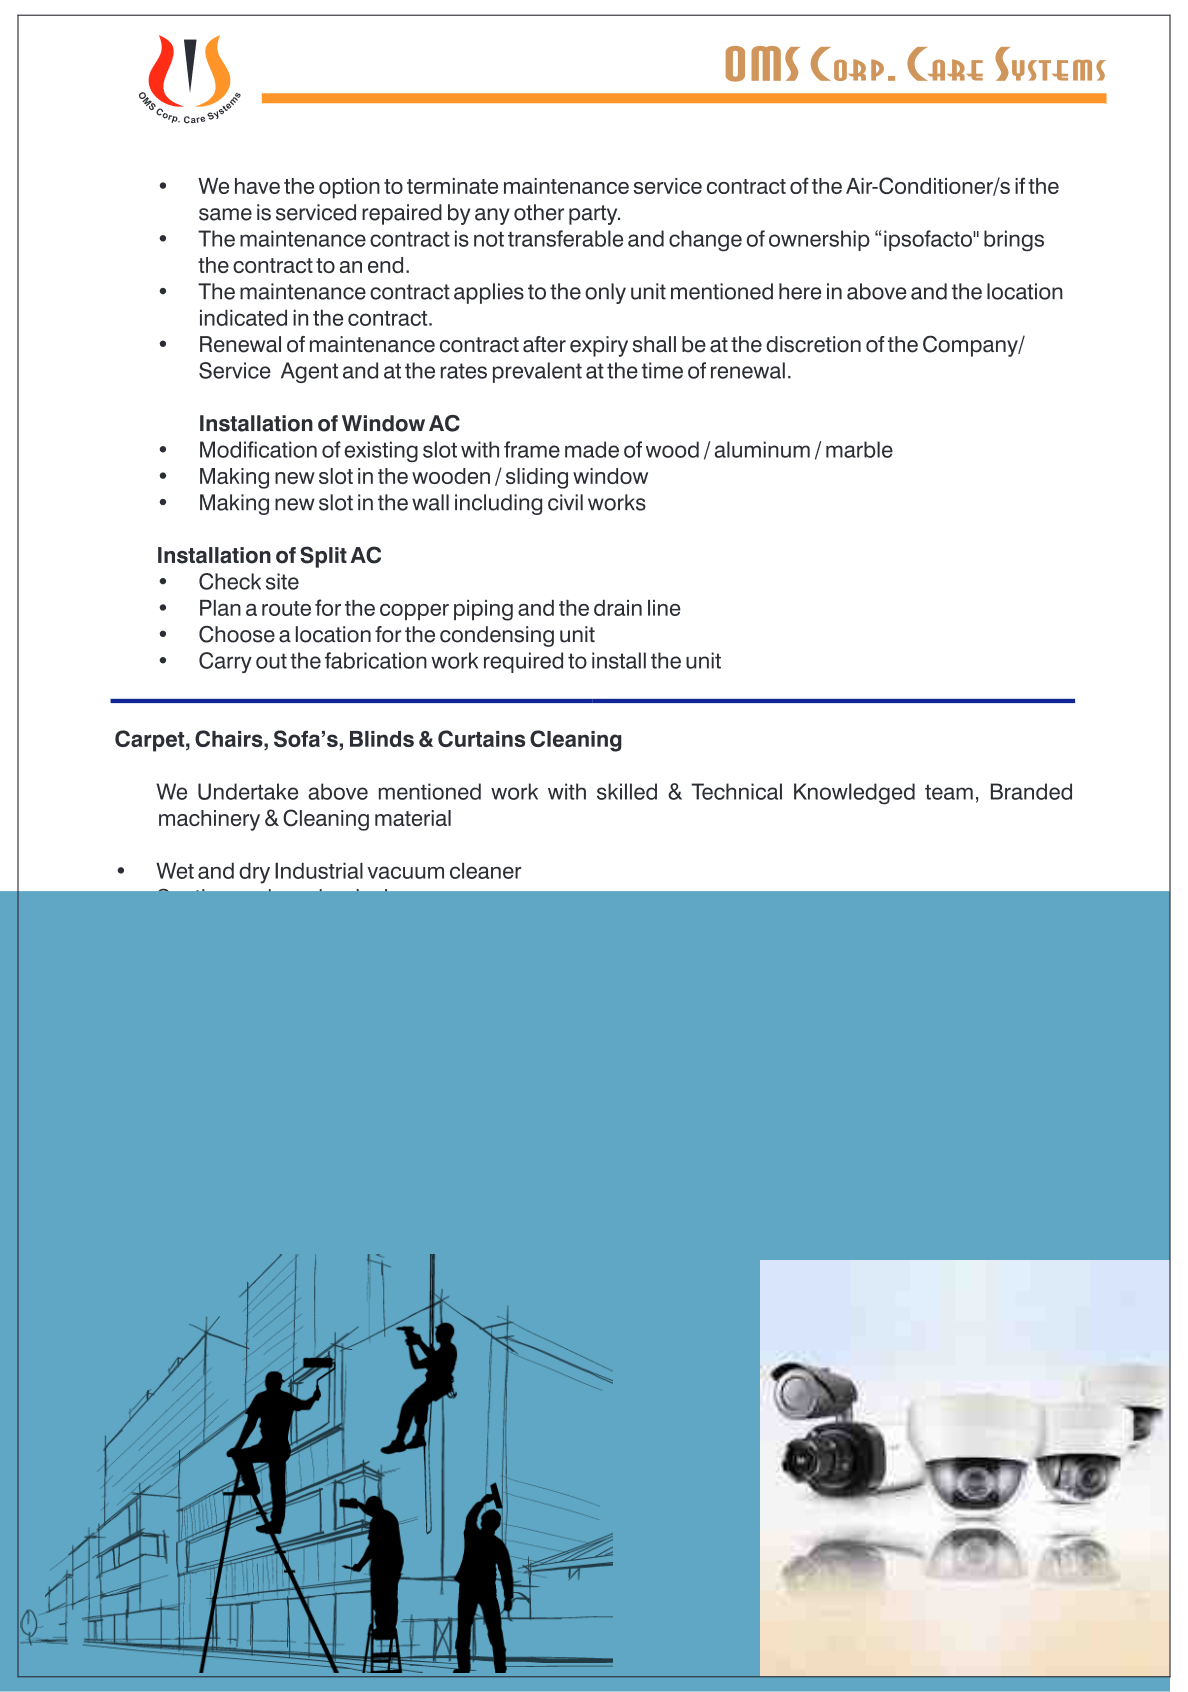 OMS Corp. Care Systems
OMS Corp. Care Systems
• We have the option to terminate maintenance service contract of the Air-Conditioner/s if the
same is serviced repaired by any other party.
• The maintenance contract is not transferable and change of ownership “ipsofacto" brings
the contract to an end.
• The maintenance contract applies to the only unit mentioned here in above and the location
indicated in the contract.
• Renewal of maintenance contract after expiry shall be at the discretion of the Company/
Service Agent and at the rates prevalent at the time of renewal.
Installation of Window AC
• Modification of existing slot with frame made of wood / aluminum / marble
• Making new slot in the wooden / sliding window
• Making new slot in the wall including civil works
Installation of Split AC
• Check site
• Plan a route for the copper piping and the drain line
• Choose a location for the condensing unit
• Carry out the fabrication work required to install the unit
Carpet, Chairs, Sofa’s, Blinds & Curtains Cleaning
We Undertake above mentioned work with skilled & Technical Knowledged team, Branded
machinery & Cleaning material
• Wet and dry Industrial vacuum cleaner